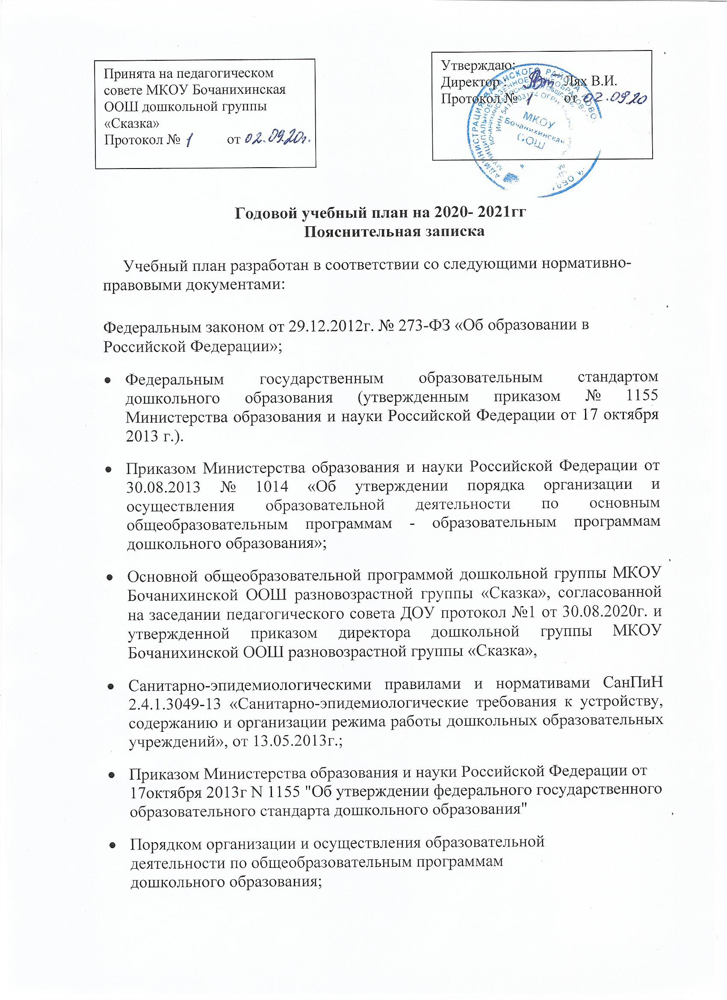 Принята на педагогическом
совете МКОУ Бочанихинская
ООШ дошкольной группы
«Сказка»
Протокол № 1 от 02.09.20г.
Утверждаю:
Директор : Лях В.И.
Протокол № 1 от 02.09.20
МКОУ
Бочанихинская
ООШ
Годовой учебный план на 2020- 2021гг
Пояснительная записка
Учебный план разработан в соответствии со следующими нормативно-
правовыми документами:
Федеральным законом от 29.12.2012г. № 273-ФЗ «Об образовании в
Российской Федерации»;
• Федеральным государственным образовательным стандартом
дошкольного образования (утвержденным приказом № 1155
Министерства образования и науки Российской Федерации от 17 октября
2013 г.).
• Приказом Министерства образования и науки Российской Федерации от
30.08.2013 № 1014 «Об утверждении порядка организации и
осуществления образовательной деятельности по основным
общеобразовательным программам - образовательным программам
дошкольного образования»;
• Основной общеобразовательной программой дошкольной группы МКОУ
Бочанихинской ООШ разновозрастной группы «Сказка», согласованной
на заседании педагогического совета ДОУ протокол №1 от 30.08.2020г. и
утвержденной приказом директора дошкольной группы МКОУ
Бочанихинской ООШ разновозрастной группы «Сказка»,
• Санитарно-эпидемиологическими правилами и нормативами СанПиН
2.4.1.3049-13 «Санитарно-эпидемиологические требования к устройству,
содержанию и организации режима работы дошкольных образовательных
учреждений», от 13.05.2013г.;
• Приказом Министерства образования и науки Российской Федерации от
17октября 2013г N 1155 "Об утверждении федерального государственного
образовательного стандарта дошкольного образования"
• Порядком организации и осуществления образовательной
деятельности по общеобразовательным программам
дошкольного образования;